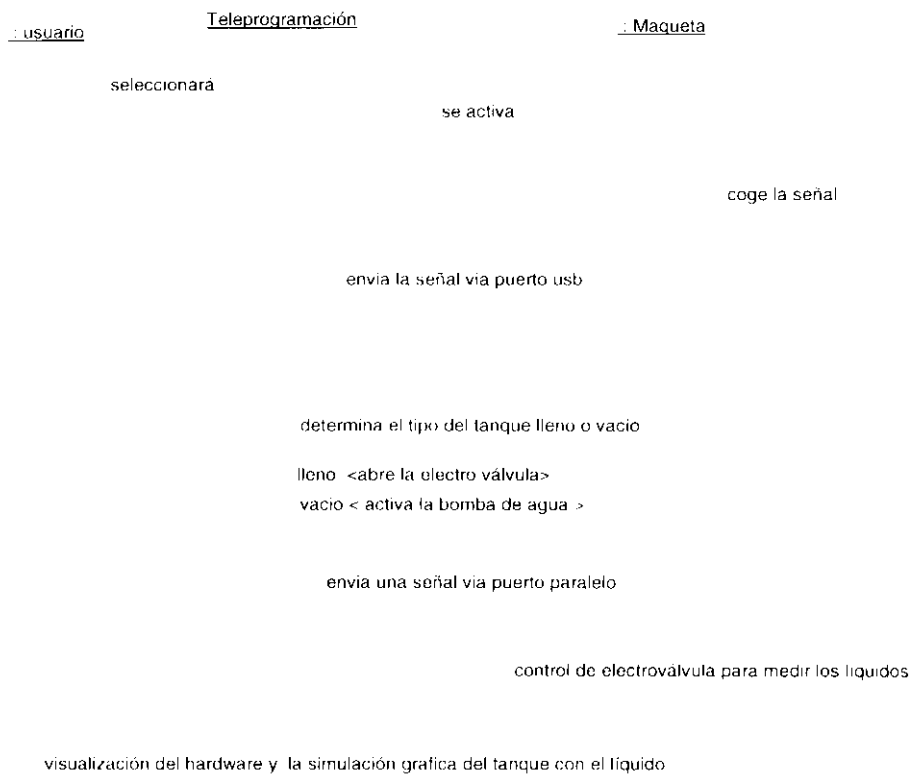 : usuario
Teleprogramación
: Maqueta
seleccionará
se activa
coge la señal
envia la señal via puerto usb
determina el tipo del tanque lleno o vacio
lleno <abre la electro válvula>
vacio < activa la bomba de agua >
envia una señal via puerto paralelo
control de electroválvula para medir los liquidos
visualización del hardware y la simulación grafica del tanque con el líquido